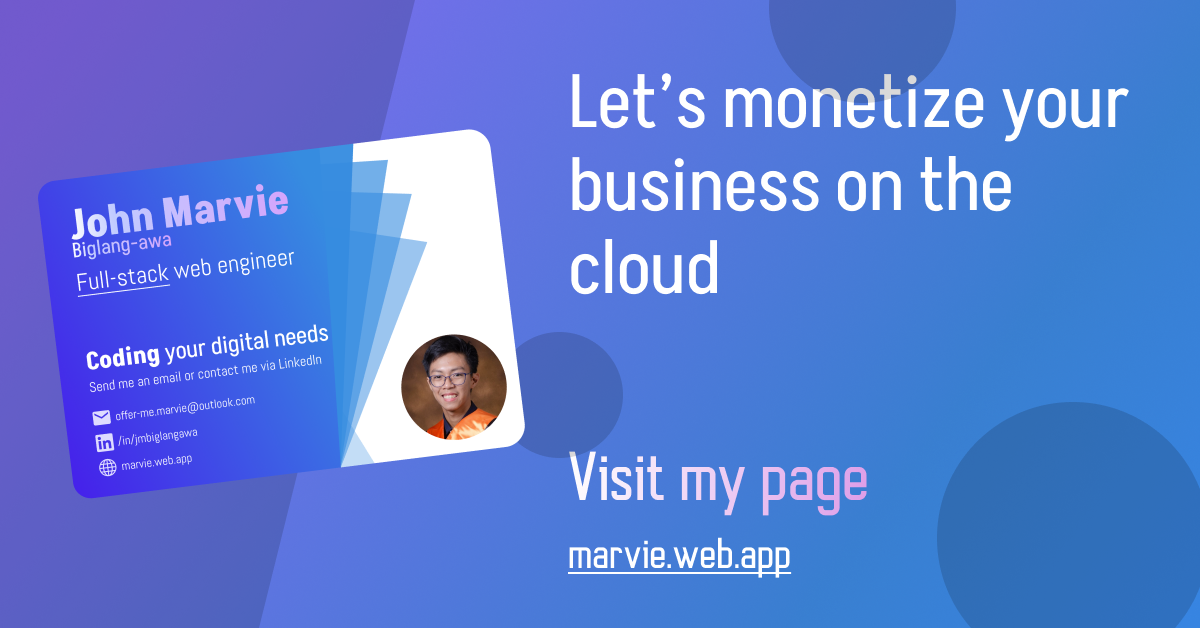 John Marvie
Biglang-awa
Full-stack web engineer
Coding your digital needs
Send me an email or contact me via LinkedIn
offer-me.marvie@outlook.com
in /in/jmbiglangawa
marvie.web.app
Let’s monetize your
business on the
cloud
Visit my page
marvie.web.app